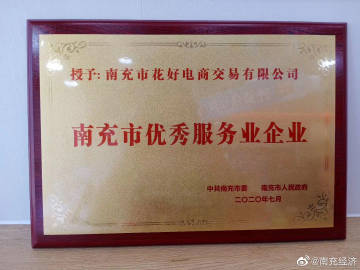 授予：南充市花好电商交易有限公司
南充市优秀服务业企业
中共南充市委 南充市人民政府
二〇二〇年七月
@南充经济